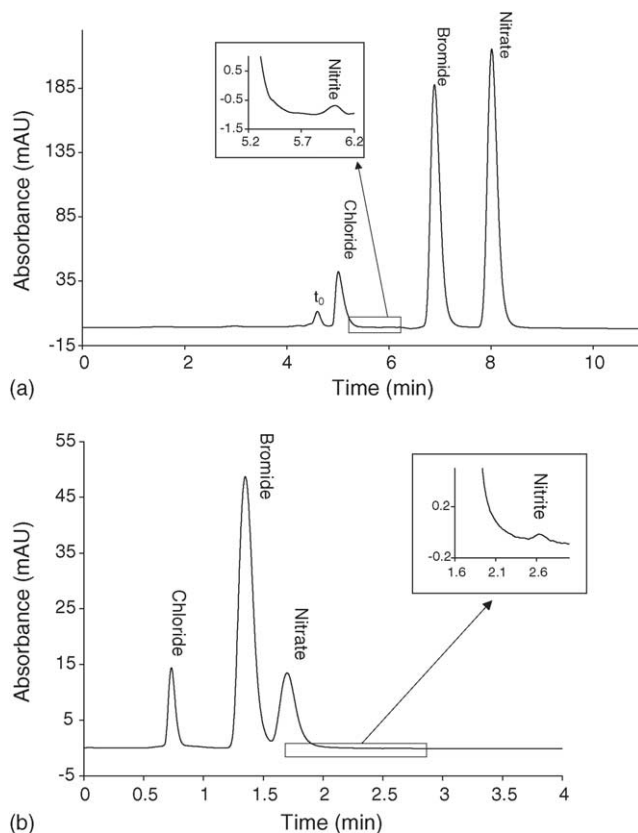 Absorbance (mAU)
185
135
85
35
-15
0.5
-0.5
-1.5
5.2
5.7
6.2
Nitrite
t0
Chloride
Bromide
Nitrate
0
2
4
6
8
10
Time (min)
(a)
Absorbance (mAU)
55
45
35
25
15
5
-5
Chloride
Bromide
Nitrate
0.2
-0.2
1.6
2.1
2.6
Nitrite
0
0.5
1
1.5
2
2.5
3
3.5
4
Time (min)
(b)